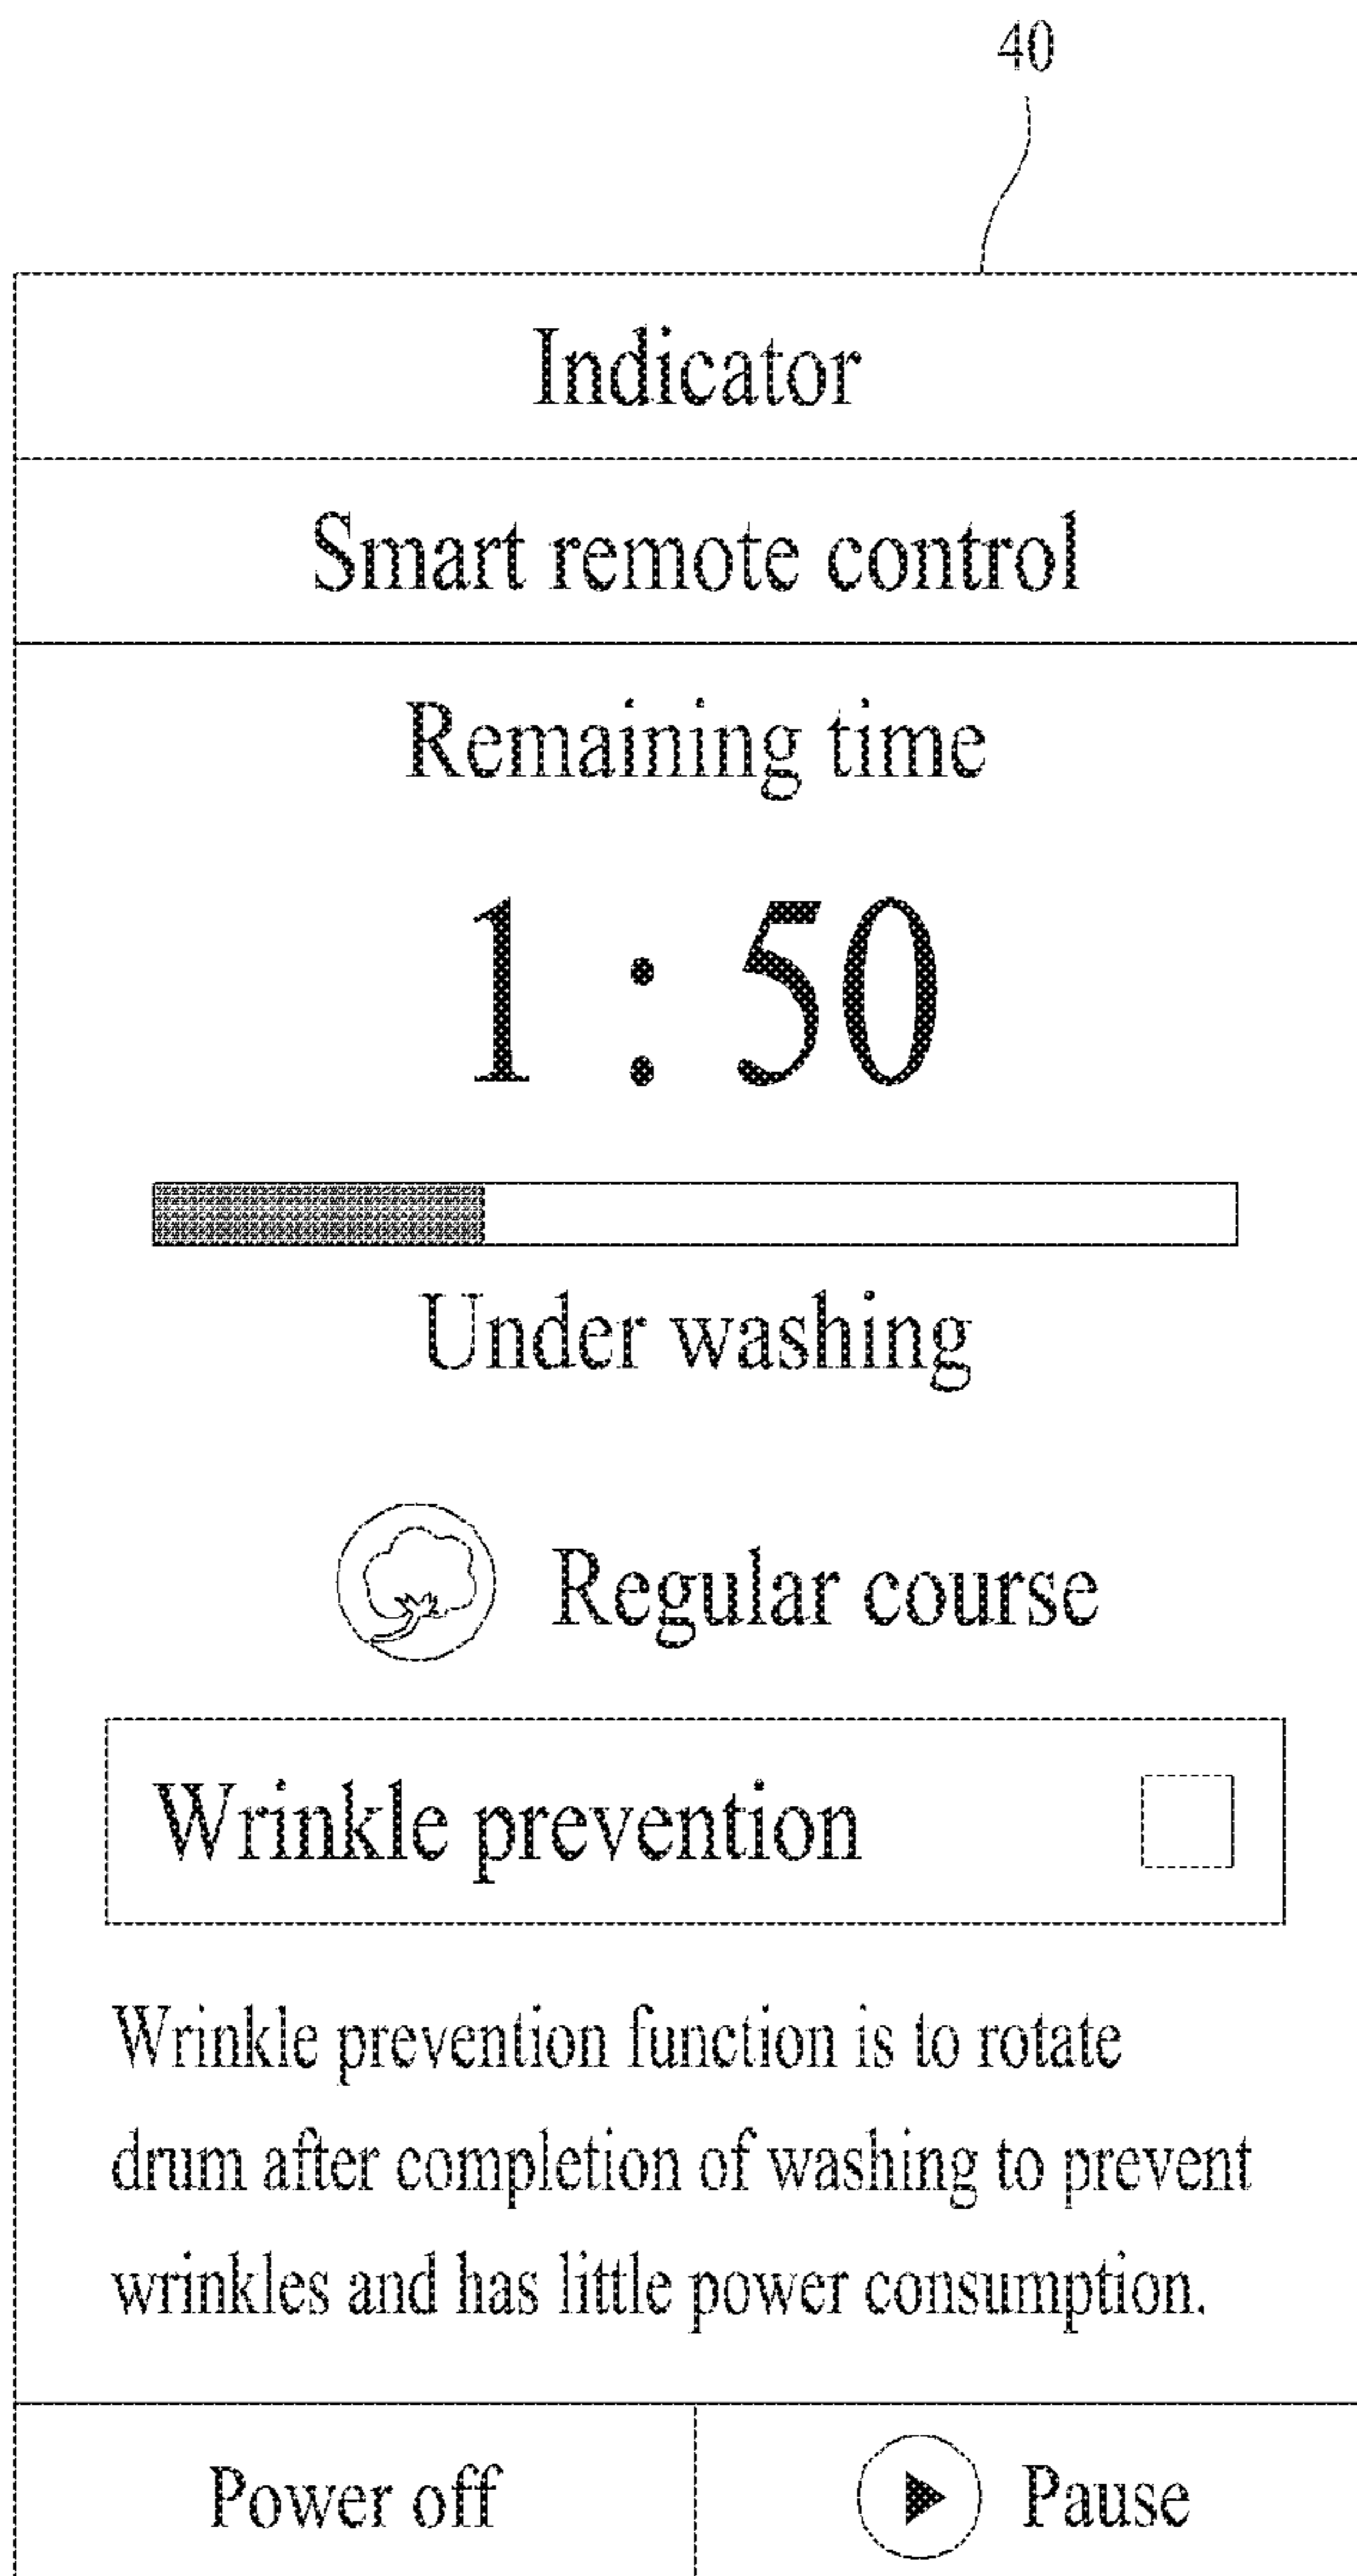 40
Indicator
Smart remote control
Remaining time
1 : 50
Under washing
Regular course
Wrinkle prevention
Wrinkle prevention function is to rotate
drum after completion of washing to prevent
wrinkles and has little power consumption.
Power off
Pause